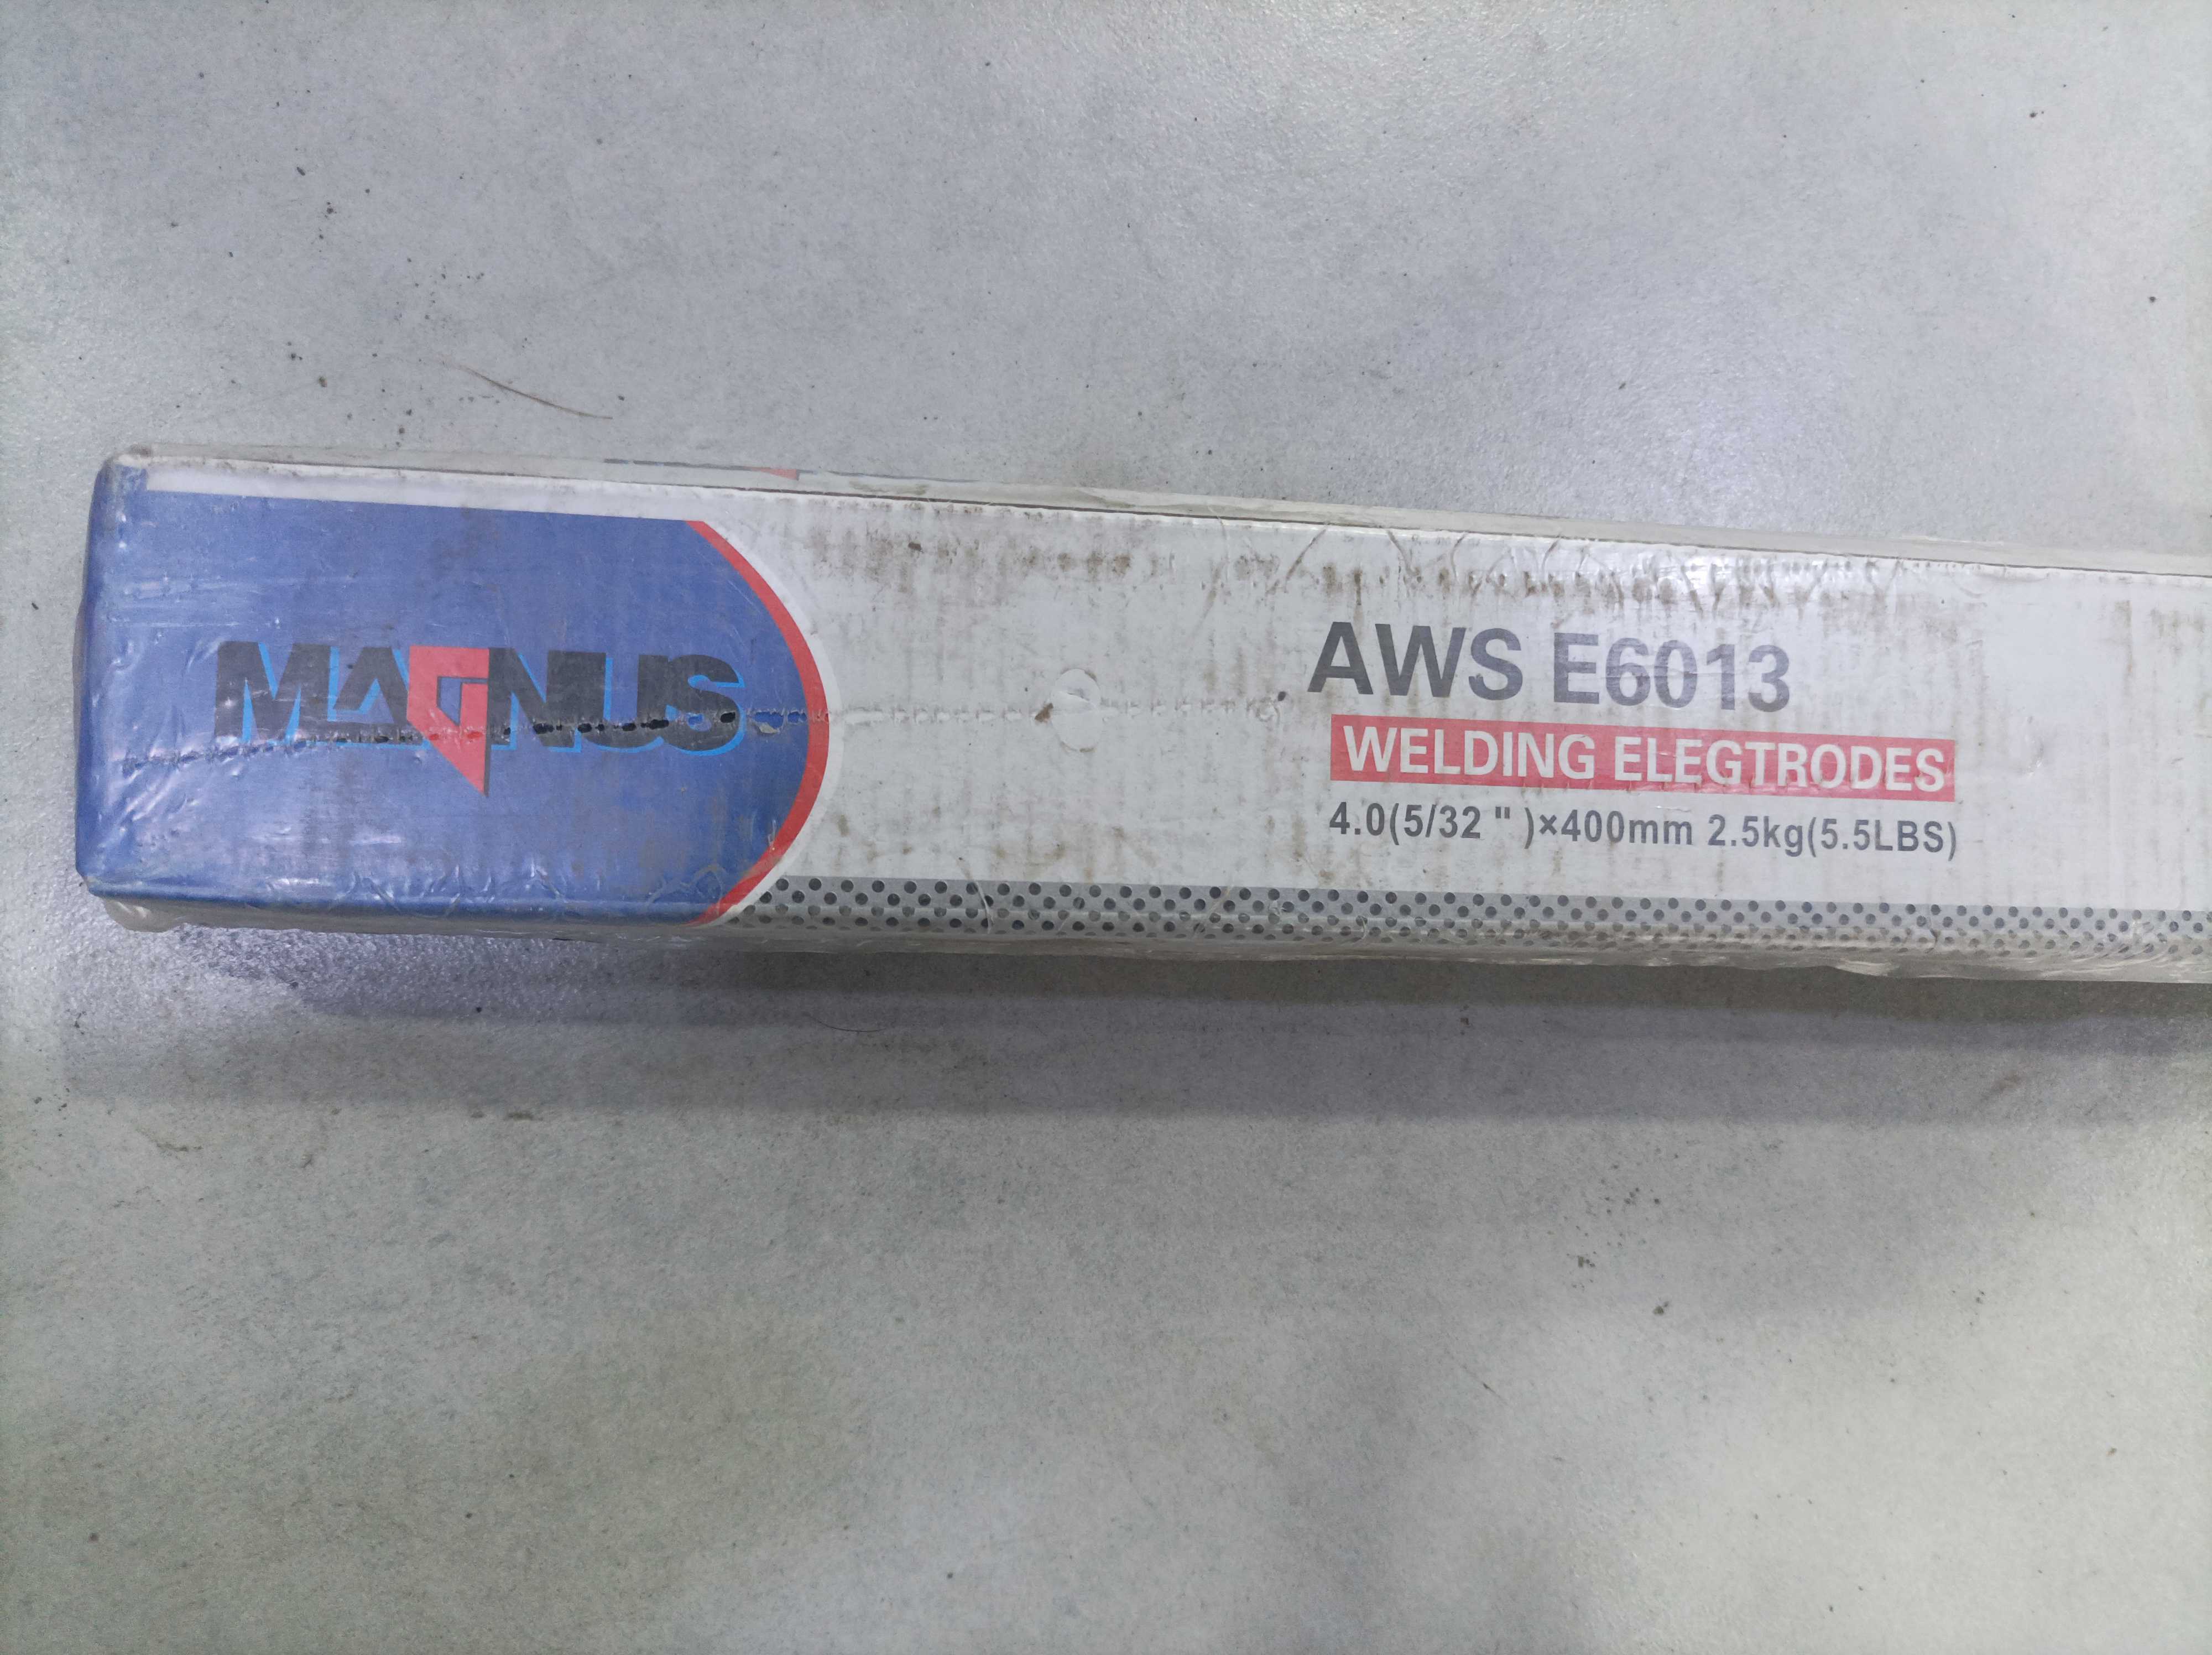 MAGNUS
AWS E6013
WELDING ELEGTRODES
4.0(5/32 " )×400mm 2.5kg(5.5LBS)